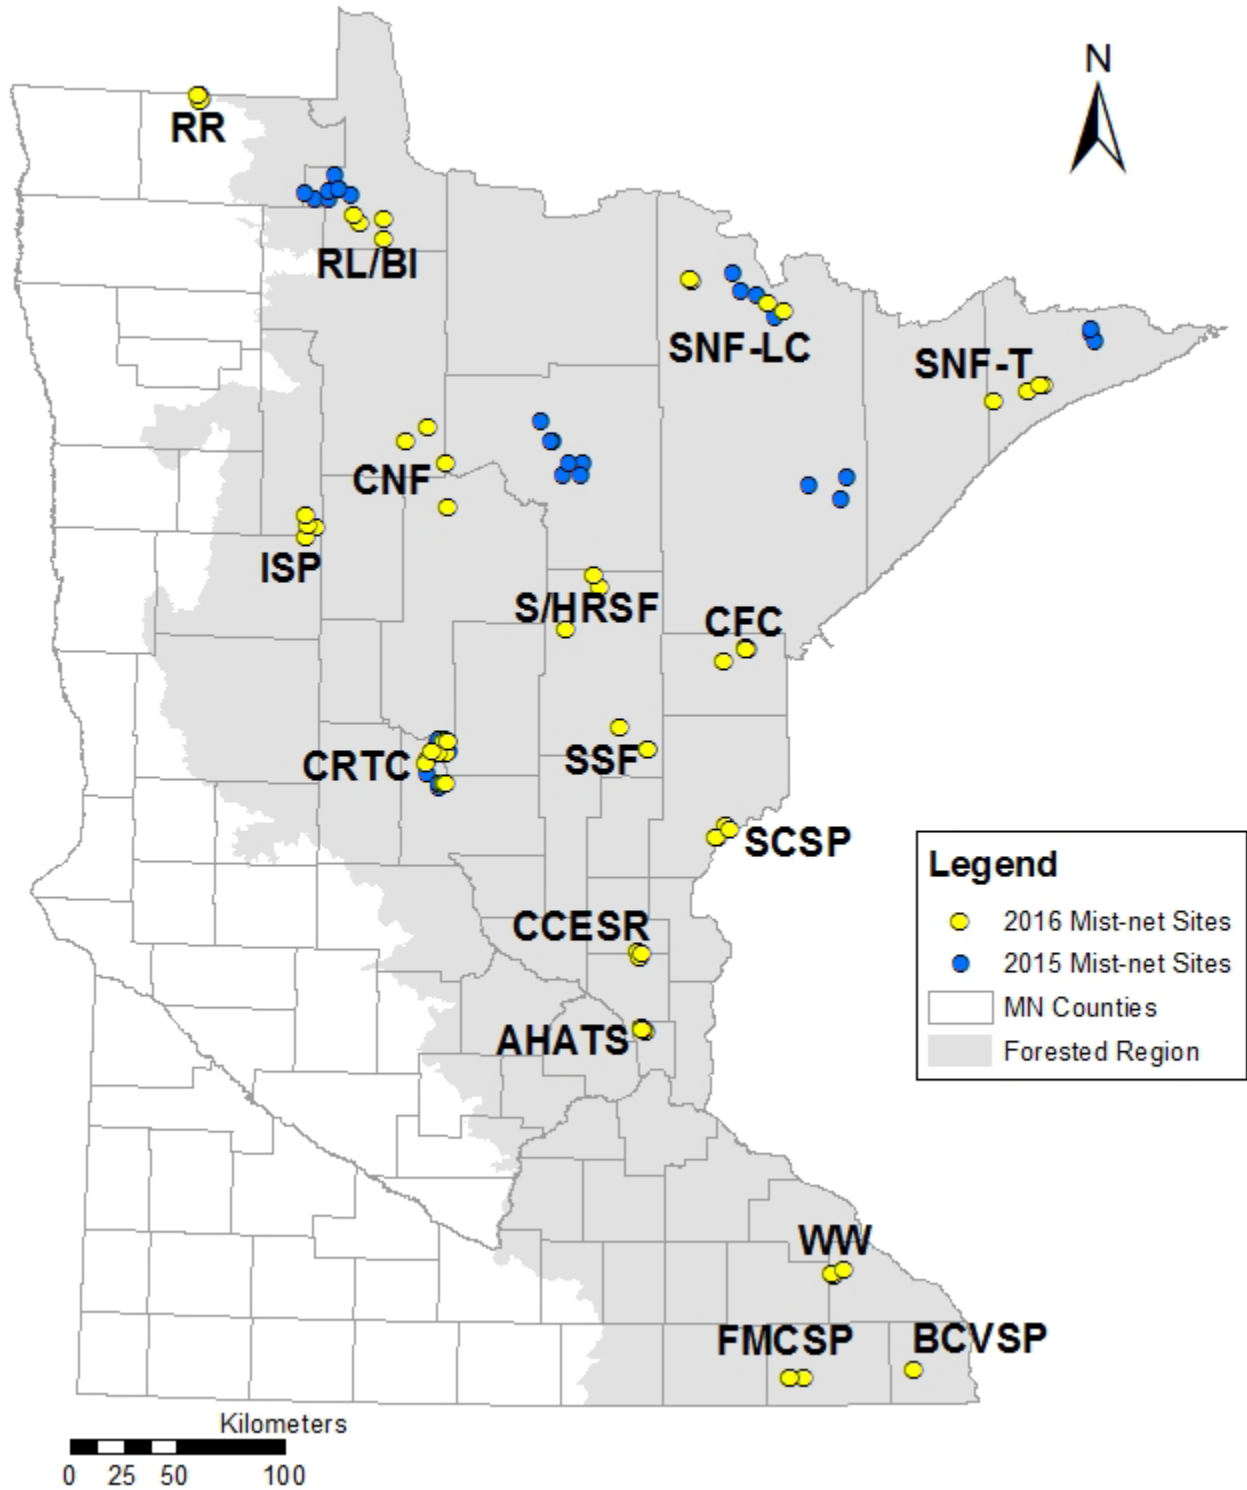 N
RR
RL/BI
SNF-LC
SNF-T
CNF
ISP
S/HRSF
CFC
CRTC
SSF
SCSP
Legend
2016 Mist-net Sites
2015 Mist-net Sites
MN Counties
Forested Region
CCESR
AHATS
WW
FMCSP
BCVSP
Kilometers
0 25 50 100